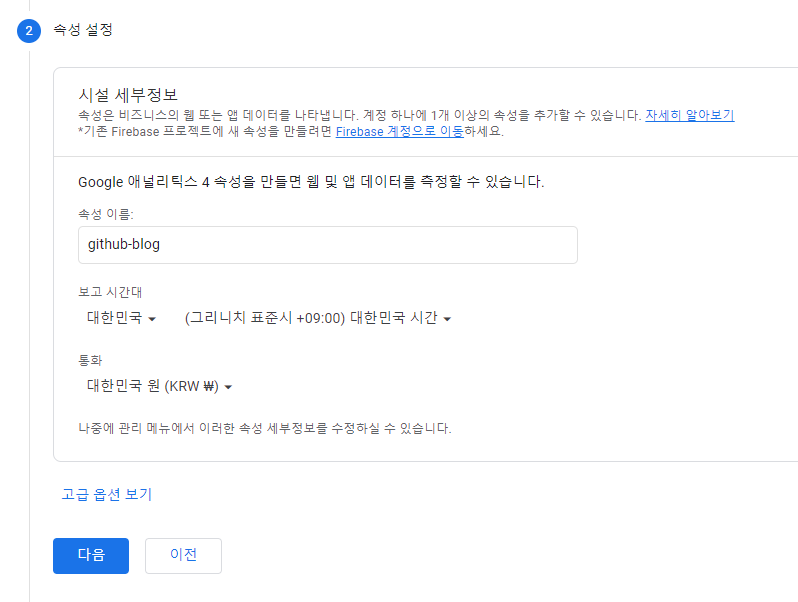 2 속성 설정
시설 세부정보
속성은 비즈니스의 웹 또는 앱 데이터를 나타냅니다. 계정 하나에 1개 이상의 속성을 추가할 수 있습니다. 자세히 알아보기
*기존 Firebase 프로젝트에 새 속성을 만들려면 Firebase 계정으로 이동하세요.
Google 애널리틱스 4 속성을 만들면 웹 및 앱 데이터를 측정할 수 있습니다.
속성 이름:
github-blog
보고 시간대
대한민국 (그리니치 표준시 +09:00) 대한민국 시간
통화
대한민국 원 (KRW ₩)
나중에 관리 메뉴에서 이러한 속성 세부정보를 수정하실 수 있습니다.
고급 옵션 보기
다음 이전